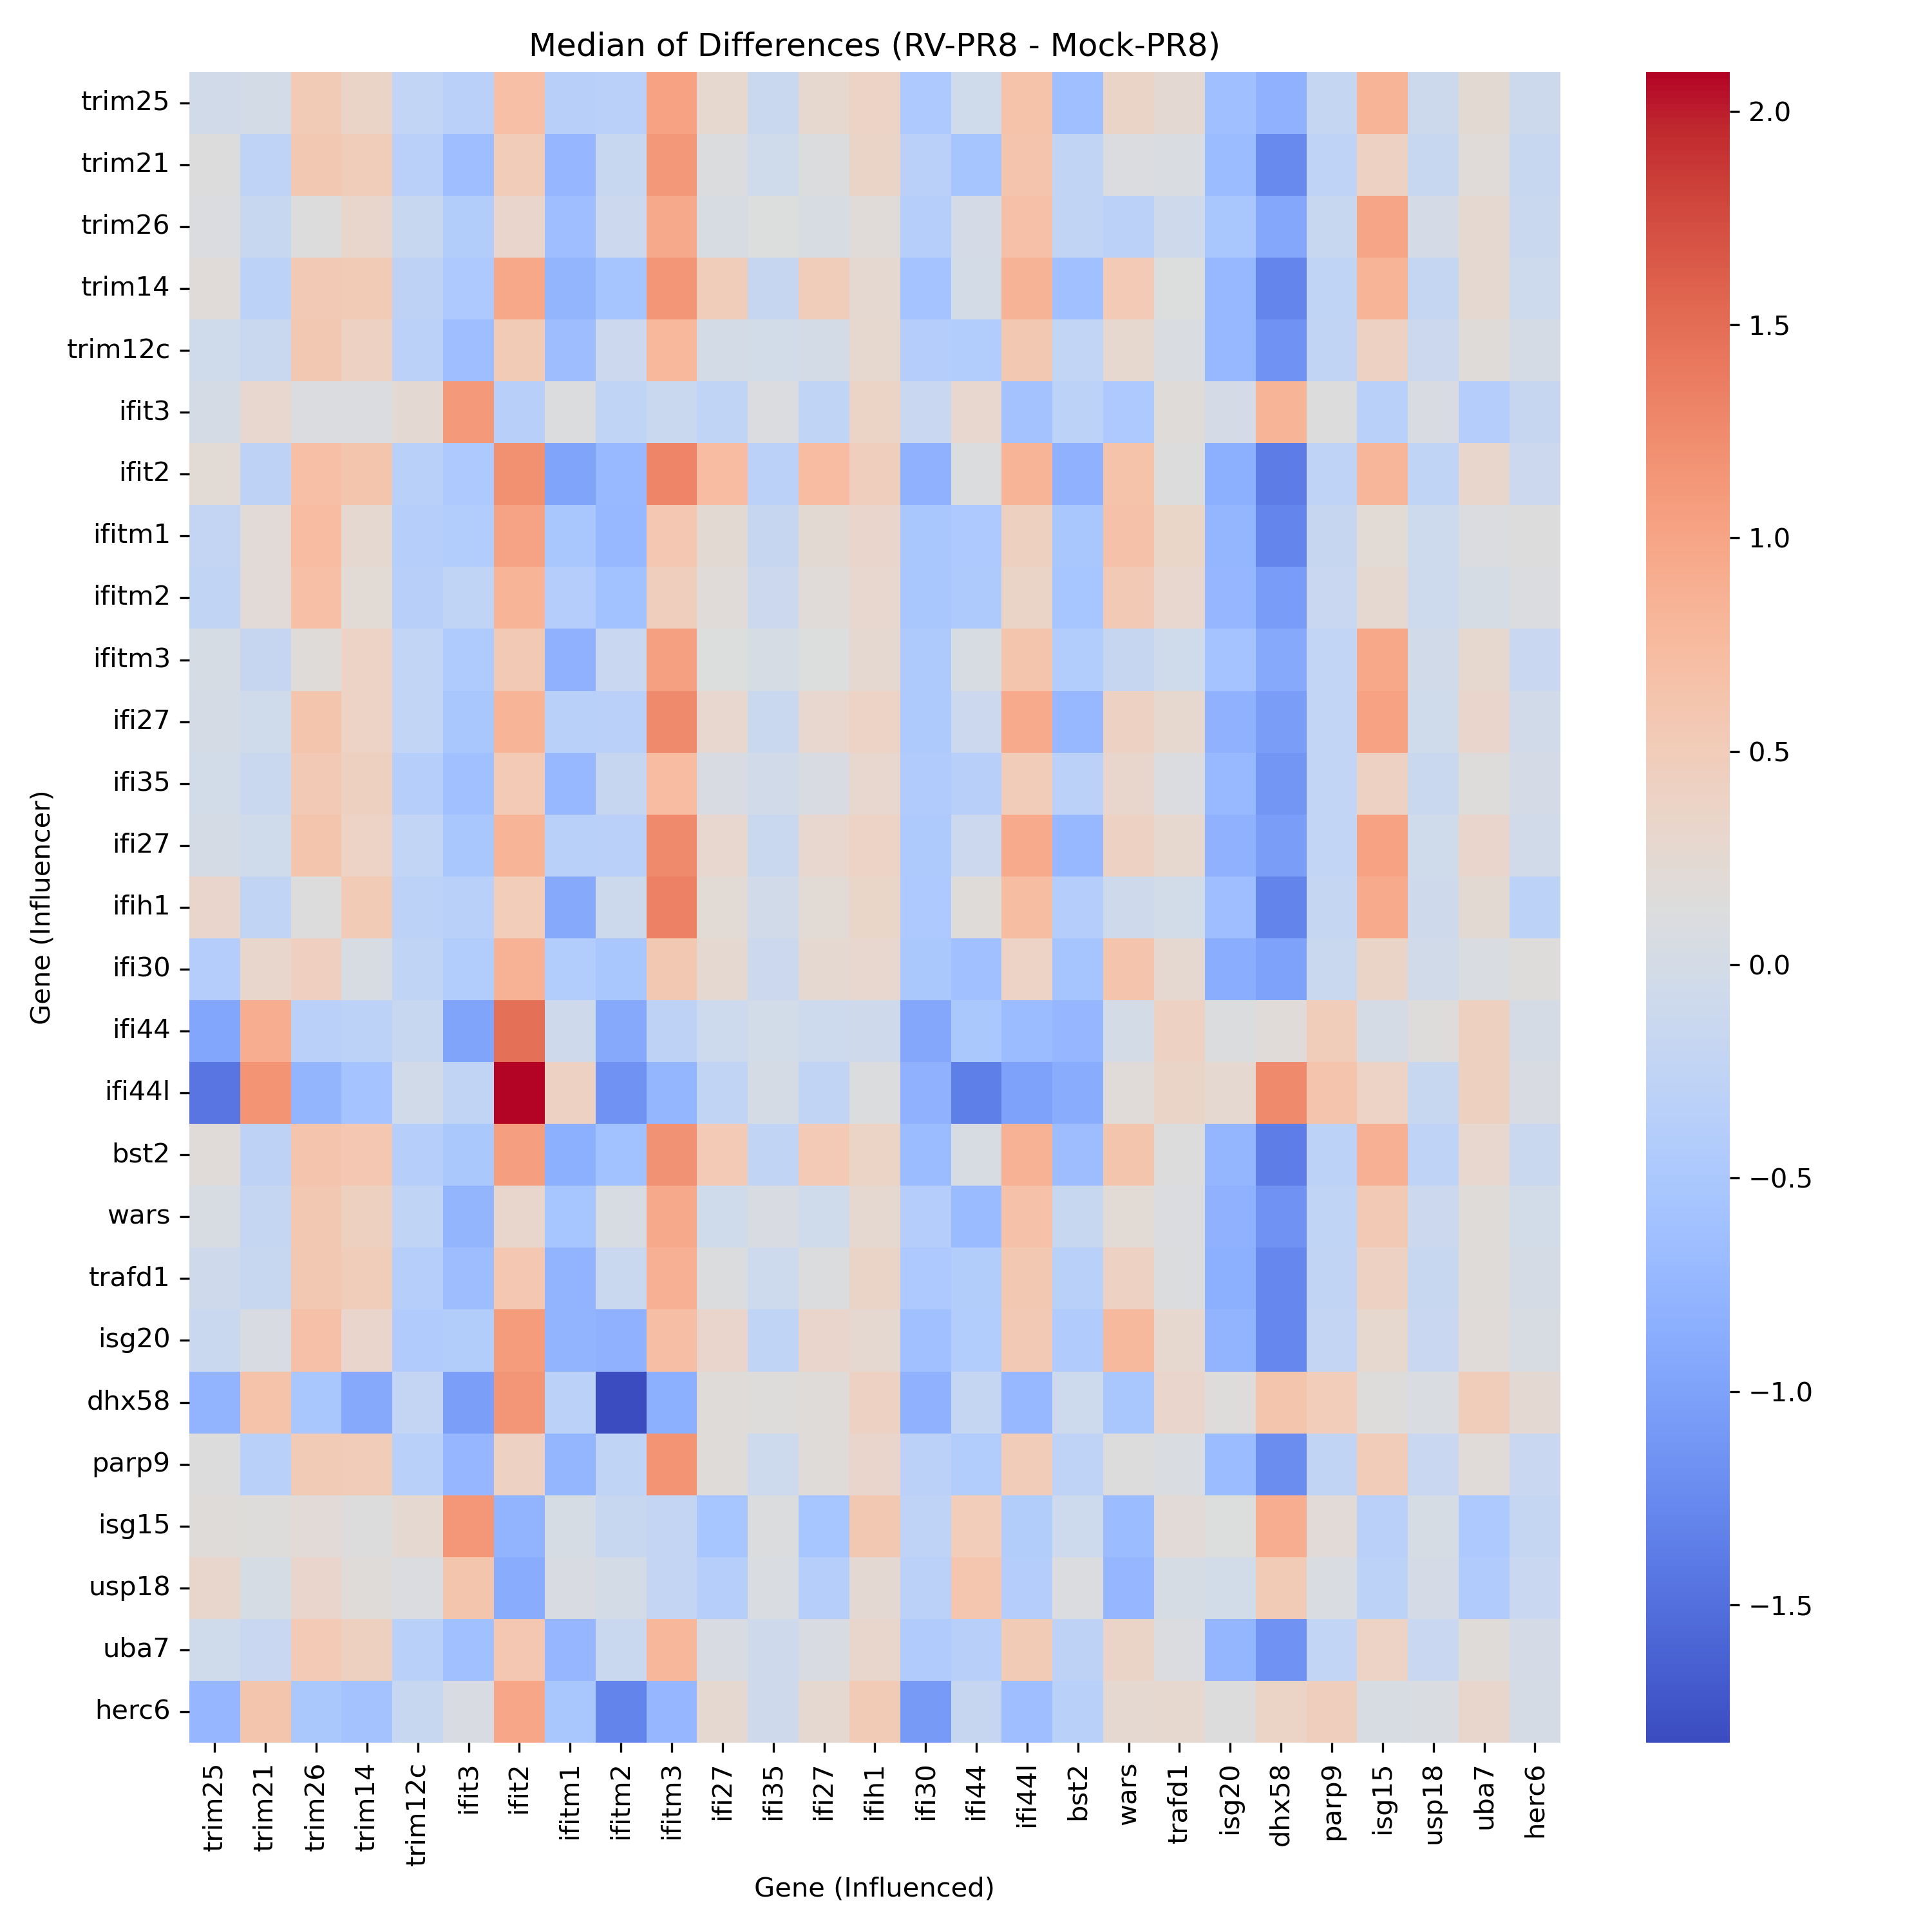 Median of Differences (RV-PR8 - Mock-PR8)
trim25
trim21
trim26
trim14
trim12c
ifit3
ifit2
ifitm1
ifitm2
ifitm3
ifi27
ifi35
ifi27
ifih1
ifi30
ifi44
ifi44l
bst2
wars
trafd1
isg20
dhx58
parp9
isg15
usp18
uba7
herc6
Gene (Influencer)
trim25
trim21
trim26
trim14
trim12c
ifit3
ifit2
ifitm1
ifitm2
ifitm3
ifi27
ifi35
ifi27
ifih1
ifi30
ifi44
ifi44l
bst2
wars
trafd1
isg20
dhx58
parp9
isg15
usp18
uba7
herc6
Gene (Influenced)
2.0
1.5
1.0
0.5
0.0
−0.5
−1.0
−1.5